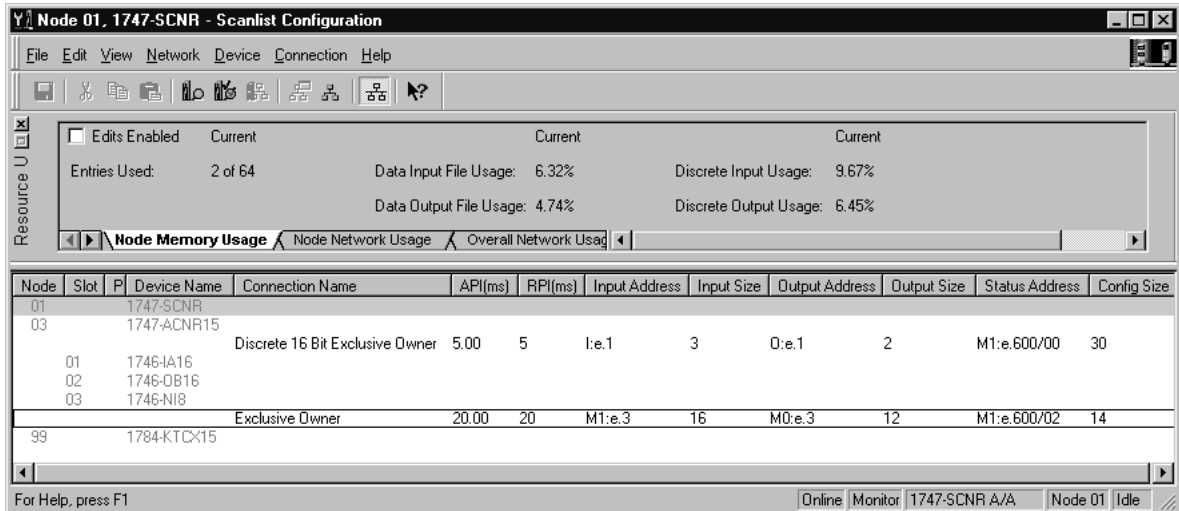 Node 01, 1747-SCNR - Scanlist Configuration
File Edit View Network Device Connection Help
Edits Enabled Current Current Current
Entries Used: 2 of 64 Data Input File Usage: 6.32% Discrete Input Usage: 9.67%
Data Output File Usage: 4.74% Discrete Output Usage: 6.45%
Resource U
Node Memory Usage Node Network Usage Overall Network Usag
Node Slot P Device Name Connection Name API(ms) RPI(ms) Input Address Input Size Output Address Output Size Status Address Config Size
01 1747-SCNR
03 1747-ACNR15
Discrete 16 Bit Exclusive Owner 5.00 5 I:e.1 3 O:e.1 2 M1:e.600/00 30
01 1746-IA16
02 1746-OB16
03 1746-NI8
Exclusive Owner 20.00 20 M1:e.3 16 M0:e.3 12 M1:e.600/02 14
99 1784-KTCX15
For Help, press F1 Online Monitor 1747-SCNR A/A Node 01 Idle